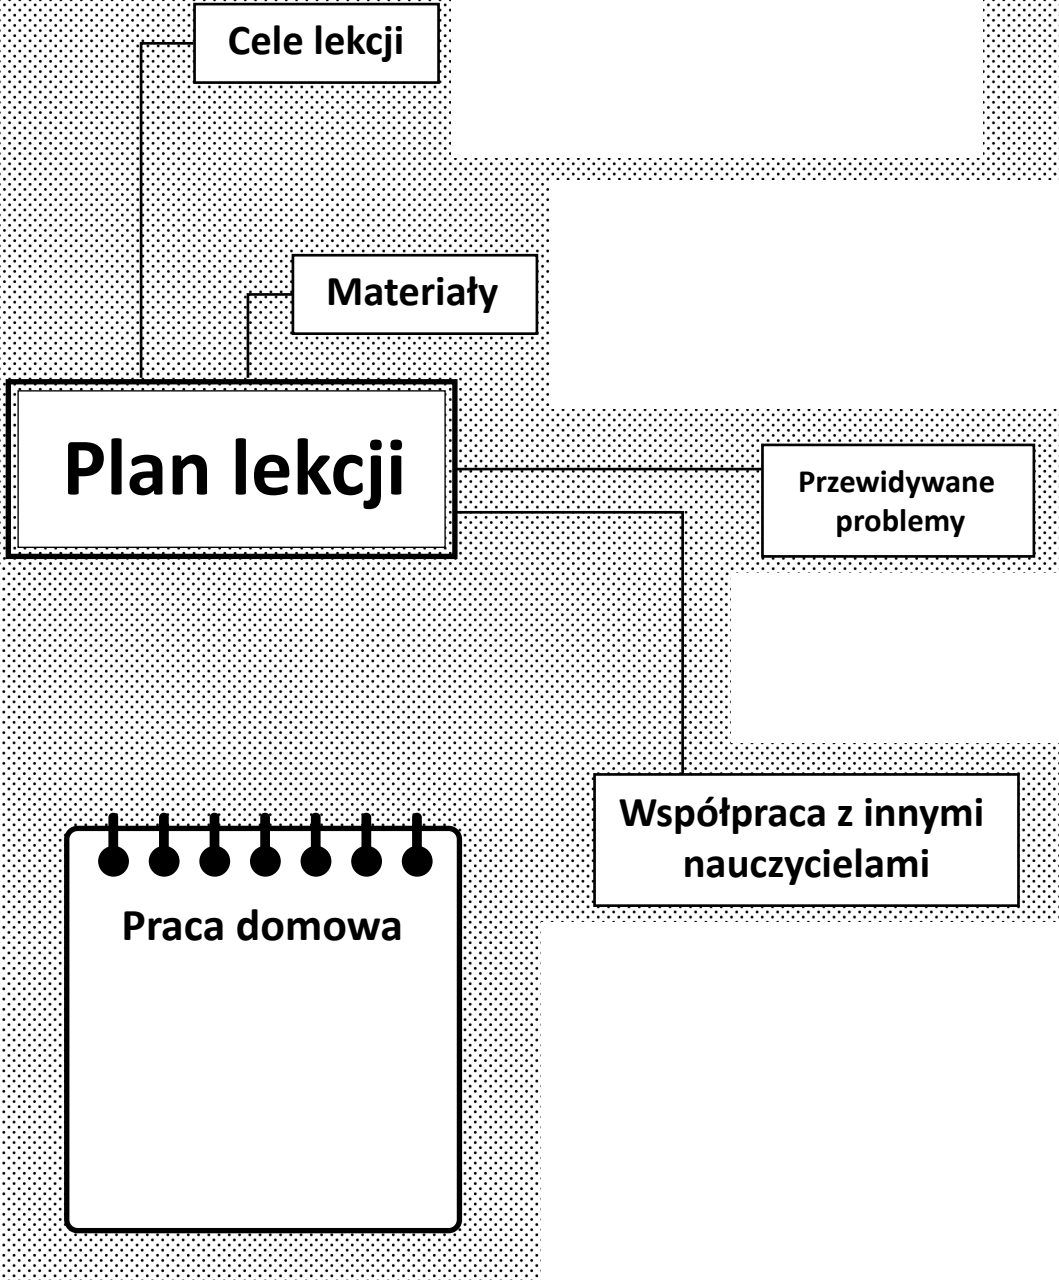 Cele lekcji
Materiały
Plan lekcji
Przewidywane
problemy
Współpraca z innymi
nauczycielami
Praca domowa